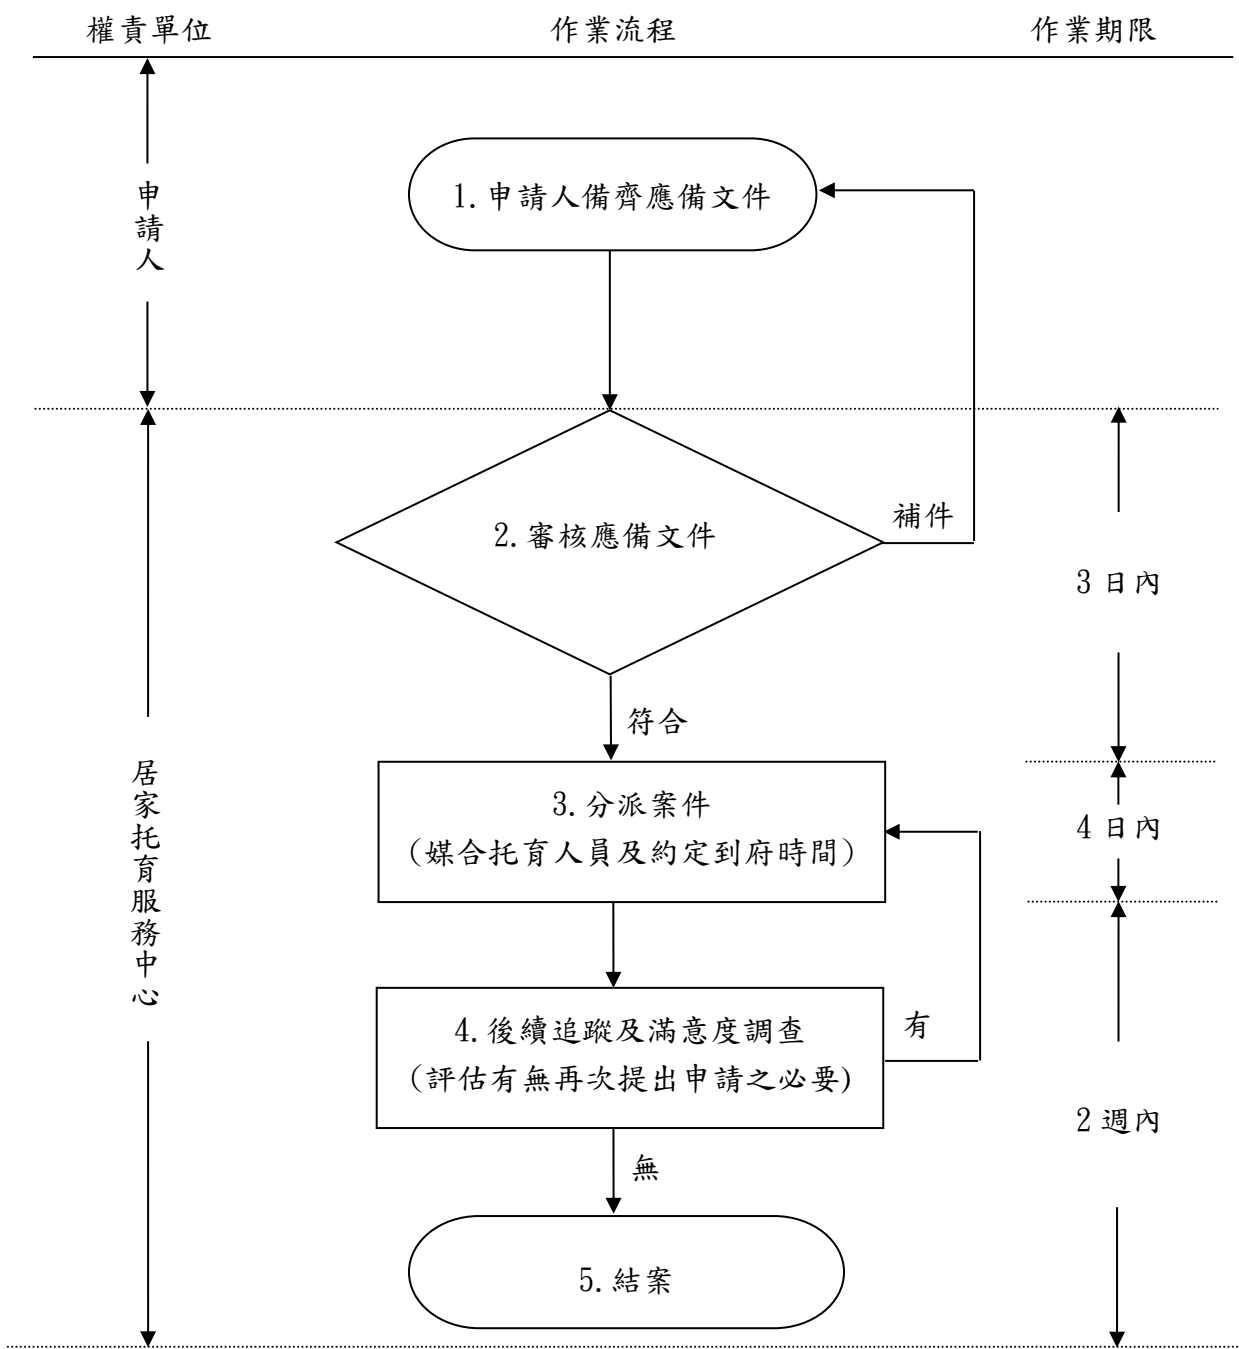 權責單位
作業流程
作業期限
申請人
1.申請人備齊應備文件
2.審核應備文件
補件
3日內
符合
居家托育服務中心
3.分派案件
(媒合托育人員及約定到府時間)
4日內
4.後續追蹤及滿意度調查
(評估有無再次提出申請之必要)
有
2週內
無
5.結案